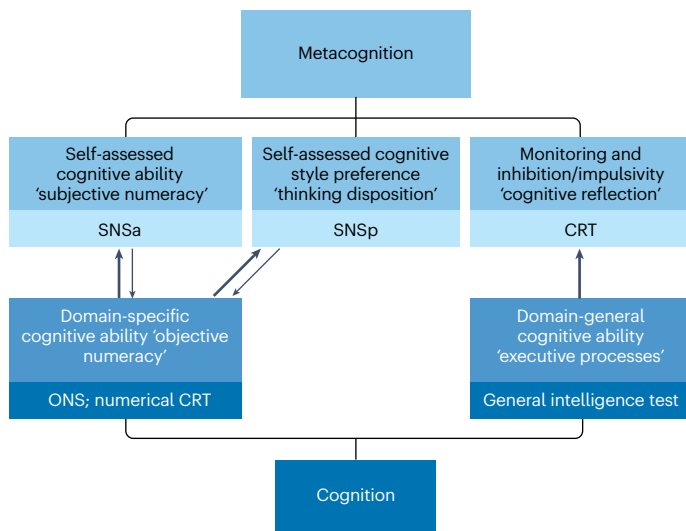 Metacognition
Self-assessed
cognitive ability
‘subjective numeracy’
SNSa
Self-assessed cognitive
style preference
‘thinking disposition’
SNSp
Monitoring and
inhibition/impulsivity
‘cognitive reflection’
CRT
Domain-specific
cognitive ability ‘objective
numeracy’
ONS; numerical CRT
Domain-general
cognitive ability
‘executive processes’
General intelligence test
Cognition